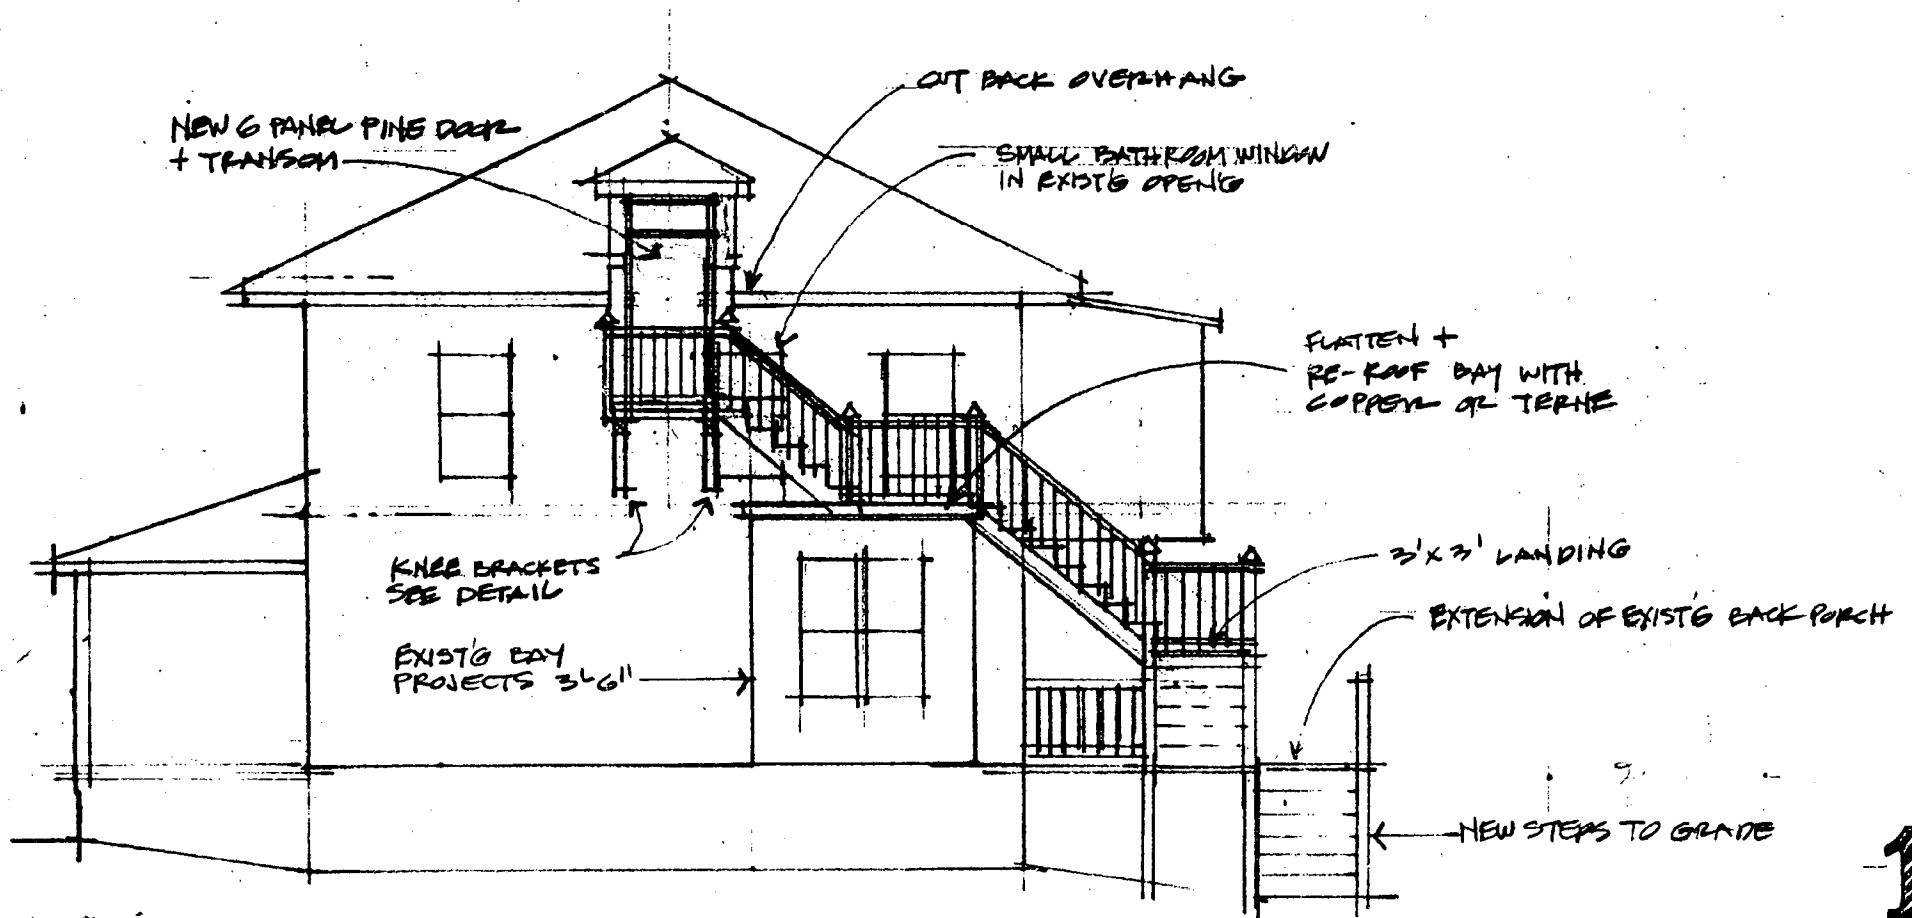 CUT BACK OVERHANG
NEW 6 PANEL PINE DOOR
+ TRANSOM
SMALL BATHROOM WINDOW
IN EXIST'G OPEN'G
FLATTEN +
RE-ROOF BAY WITH
COPPER OR TERNE
KNEE BRACKETS
SEE DETAIL
3' X 3' LANDING
EXTENSION OF EXIST'G BACK PORCH
EXIST'G BAY
PROJECTS 3'-6"
NEW STEPS TO GRADE
1